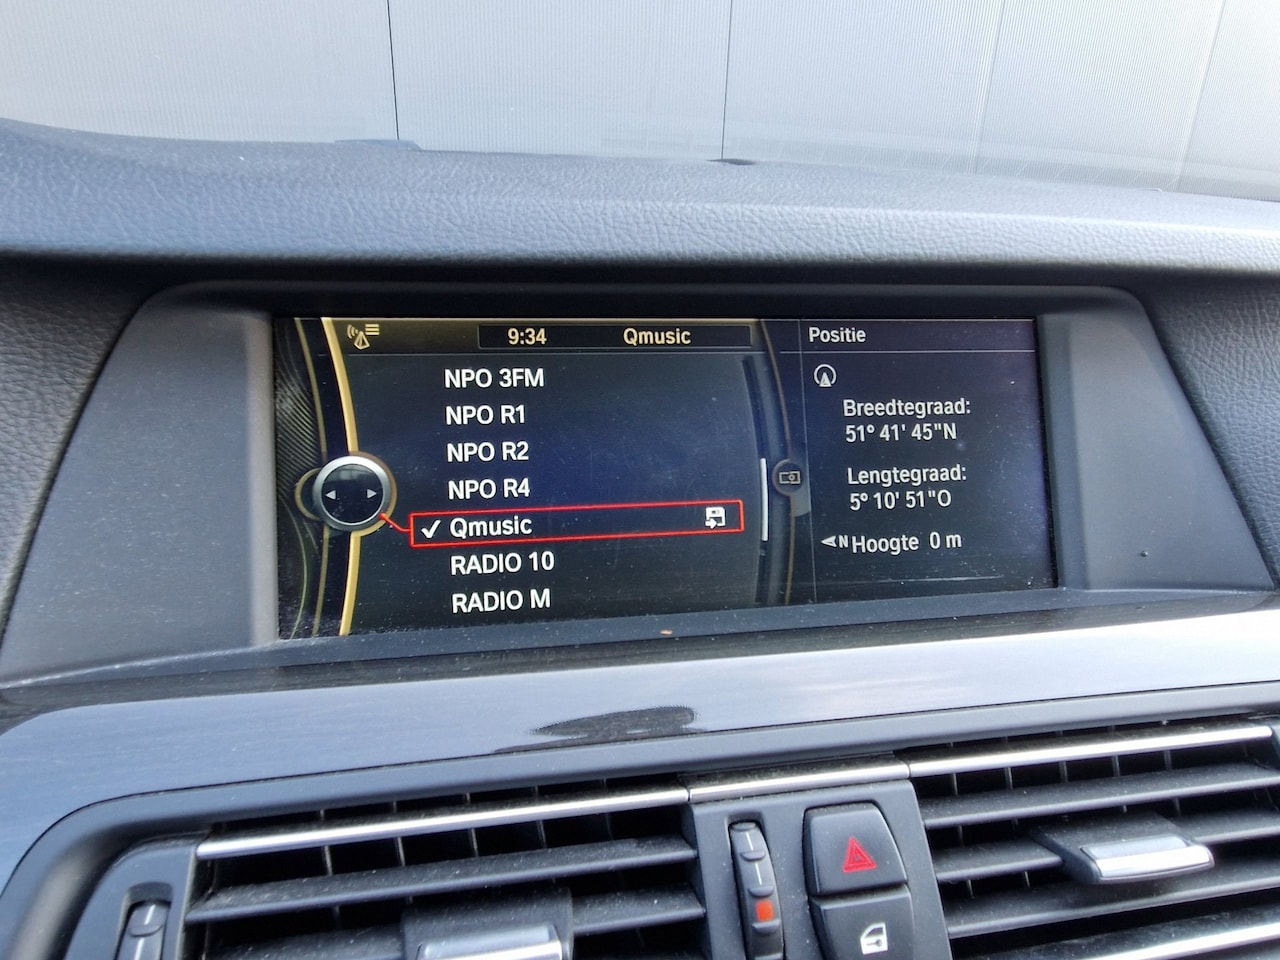 9:34 Qmusic
NPO 3FM
NPO R1
NPO R2
NPO R4
Qmusic
RADIO 10
RADIO M
Positie
Breedtegraad:
51° 41' 45"N
Lengtegraad:
5° 10' 51"O
N Hoogte 0 m